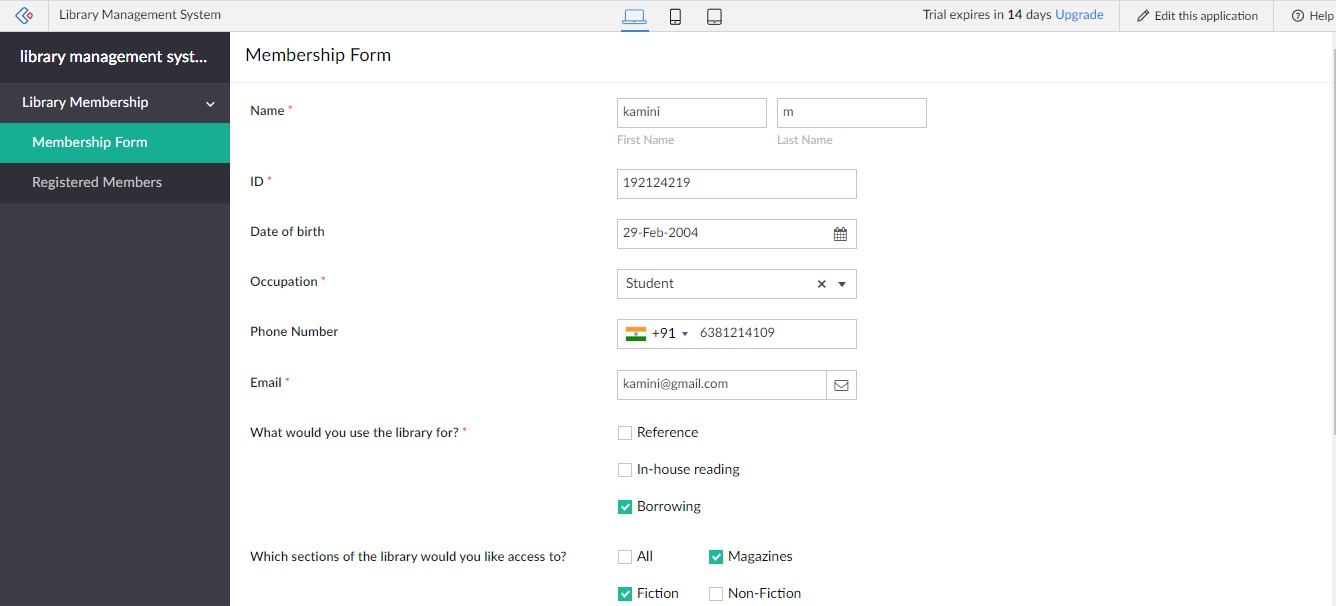 Library Management System
Trial expires in 14 days Upgrade
Edit this application
Help
library management syst...
Library Membership
Membership Form
Registered Members
Membership Form
Name *
kamini
m
First Name
Last Name
ID *
192124219
Date of birth
29-Feb-2004
Occupation *
Student
Phone Number
+91
6381214109
Email *
kamini@gmail.com
What would you use the library for? *
Reference
In-house reading
Borrowing
Which sections of the library would you like access to?
All
Magazines
Fiction
Non-Fiction